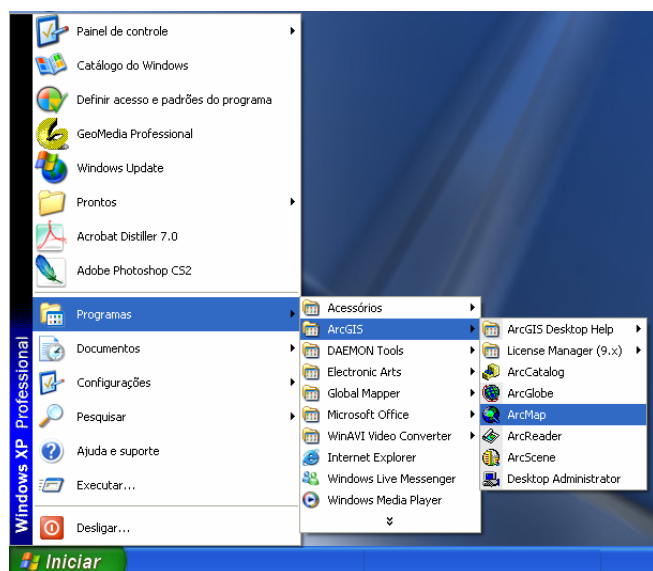 Painel de controle
Catálogo do Windows
Definir acesso e padrões do programa
GeoMedia Professional
Windows Update
Prontos
Acrobat Distiller 7.0
Adobe Photoshop CS2
Programas
Documentos
Configurações
Pesquisar
Ajuda e suporte
Executar...
Desligar...
Windows XP Professional
Iniciar
Acessórios
ArcGIS
DAEMON Tools
Electronic Arts
Global Mapper
Microsoft Office
WinAVI Video Converter
Internet Explorer
Windows Live Messenger
Windows Media Player
ArcGIS Desktop Help
License Manager (9.x)
ArcCatalog
ArcGlobe
ArcMap
ArcReader
ArcScene
Desktop Administrator